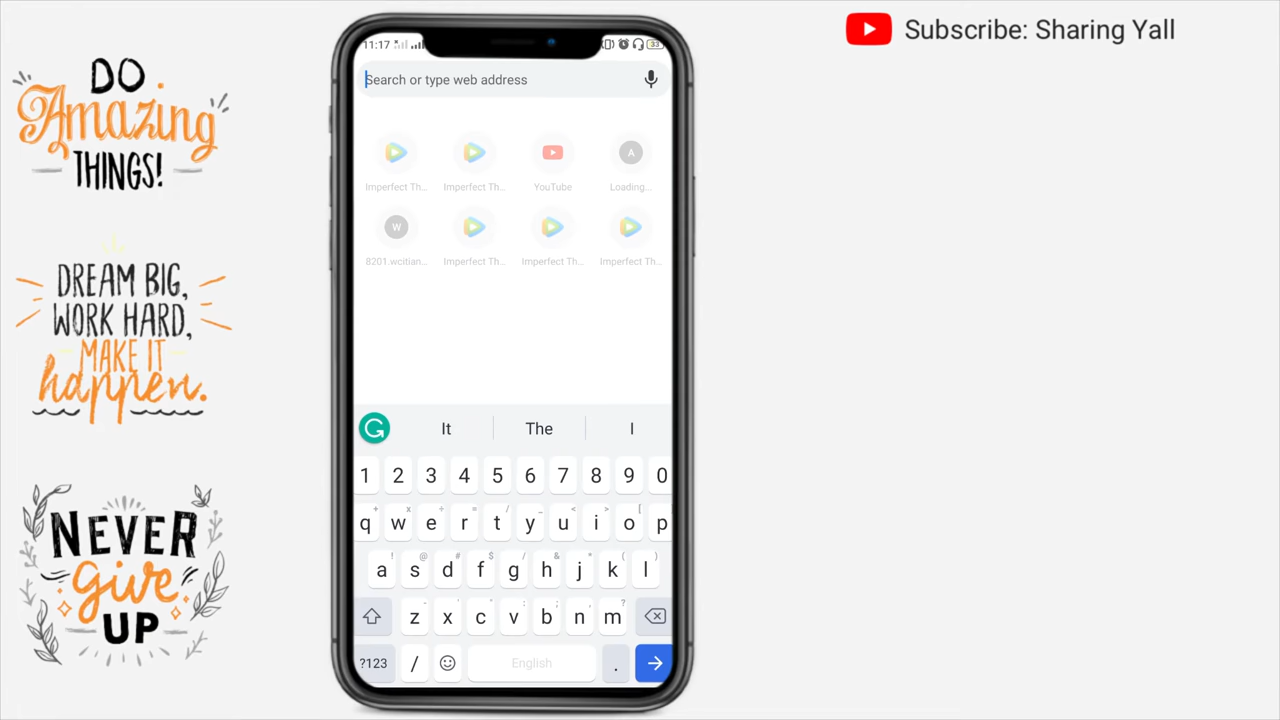 Subscribe: Sharing Yall
DO
Amazing
THINGS!
DREAM BIG,
WORK HARD,
MAKE IT
happen.
NEVER
give
UP
11:17
33
Search or type web address
Imperfect Th...
Imperfect Th...
YouTube
A
Loading...
W
8201.wcitian...
Imperfect Th...
Imperfect Th...
Imperfect Th...
It
The
I
1 2 3 4 5 6 7 8 9 0
+ x ÷ = / _ < > [
q w e r t y u i o p
! @ # $ / & * ( )
a s d f g h j k l
- ' " : ; , ?
z x c v b n m
?123 / English .